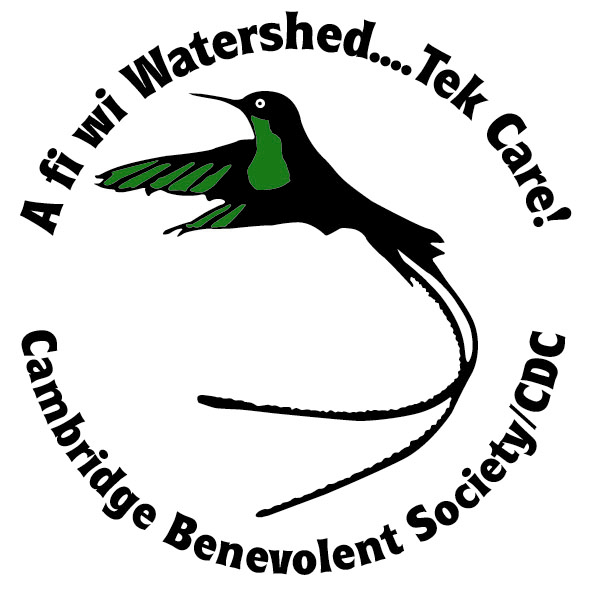 A fi wi Watershed....Tek Care!
Cambridge Benevolent Society/CDC